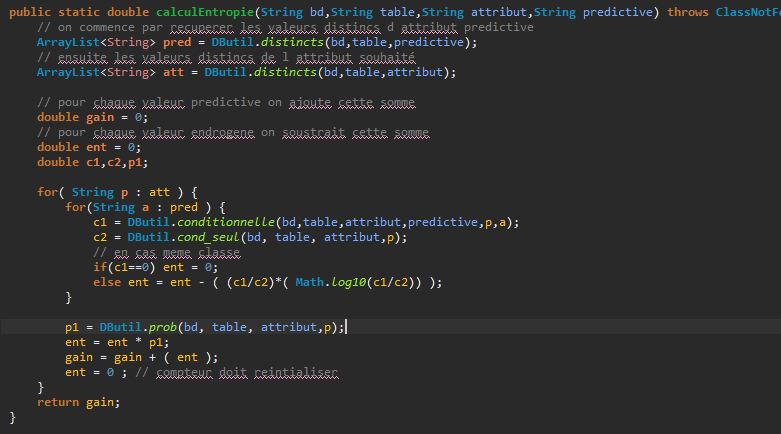 public static double calculEntropie(String bd,String table,String attribut,String predictive) throws ClassNotFo
// on commence par recuperer les valeurs distincs d attribut predictive
ArrayList<String> pred = DButil.distincts(bd,table,predictive);
// ensuite les valeurs distincs de l attribut souhaité
ArrayList<String> att = DButil.distincts(bd,table,attribut);
// pour chaque valeur predictive on ajoute cette somme
double gain = 0;
// pour chaque valeur endrogene on soustrait cette somme
double ent = 0;
double c1,c2,p1;
for( String p : att ) {
for(String a : pred ) {
c1 = DButil.conditionnelle(bd,table,attribut,predictive,p,a);
c2 = DButil.cond_seul(bd, table, attribut,p);
// en cas meme classe
if(c1==0) ent = 0;
else ent = ent - ( (c1/c2)*( Math.log10(c1/c2)) );
}
p1 = DButil.prob(bd, table, attribut,p);
ent = ent * p1;
gain = gain + ( ent );
ent = 0 ; // compteur doit reintialiser
}
return gain;
}